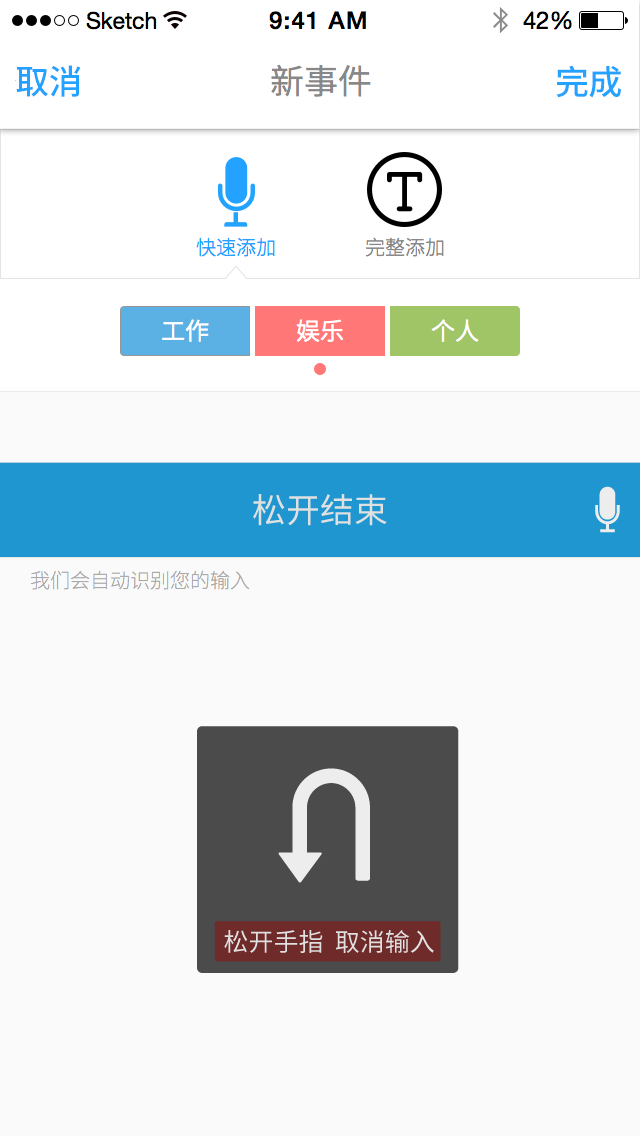 Sketch 9:41 AM 42%
取消 新事件 完成
T
快速添加 完整添加
工作 娱乐 个人
松开结束
我们会自动识别您的输入
松开手指 取消输入